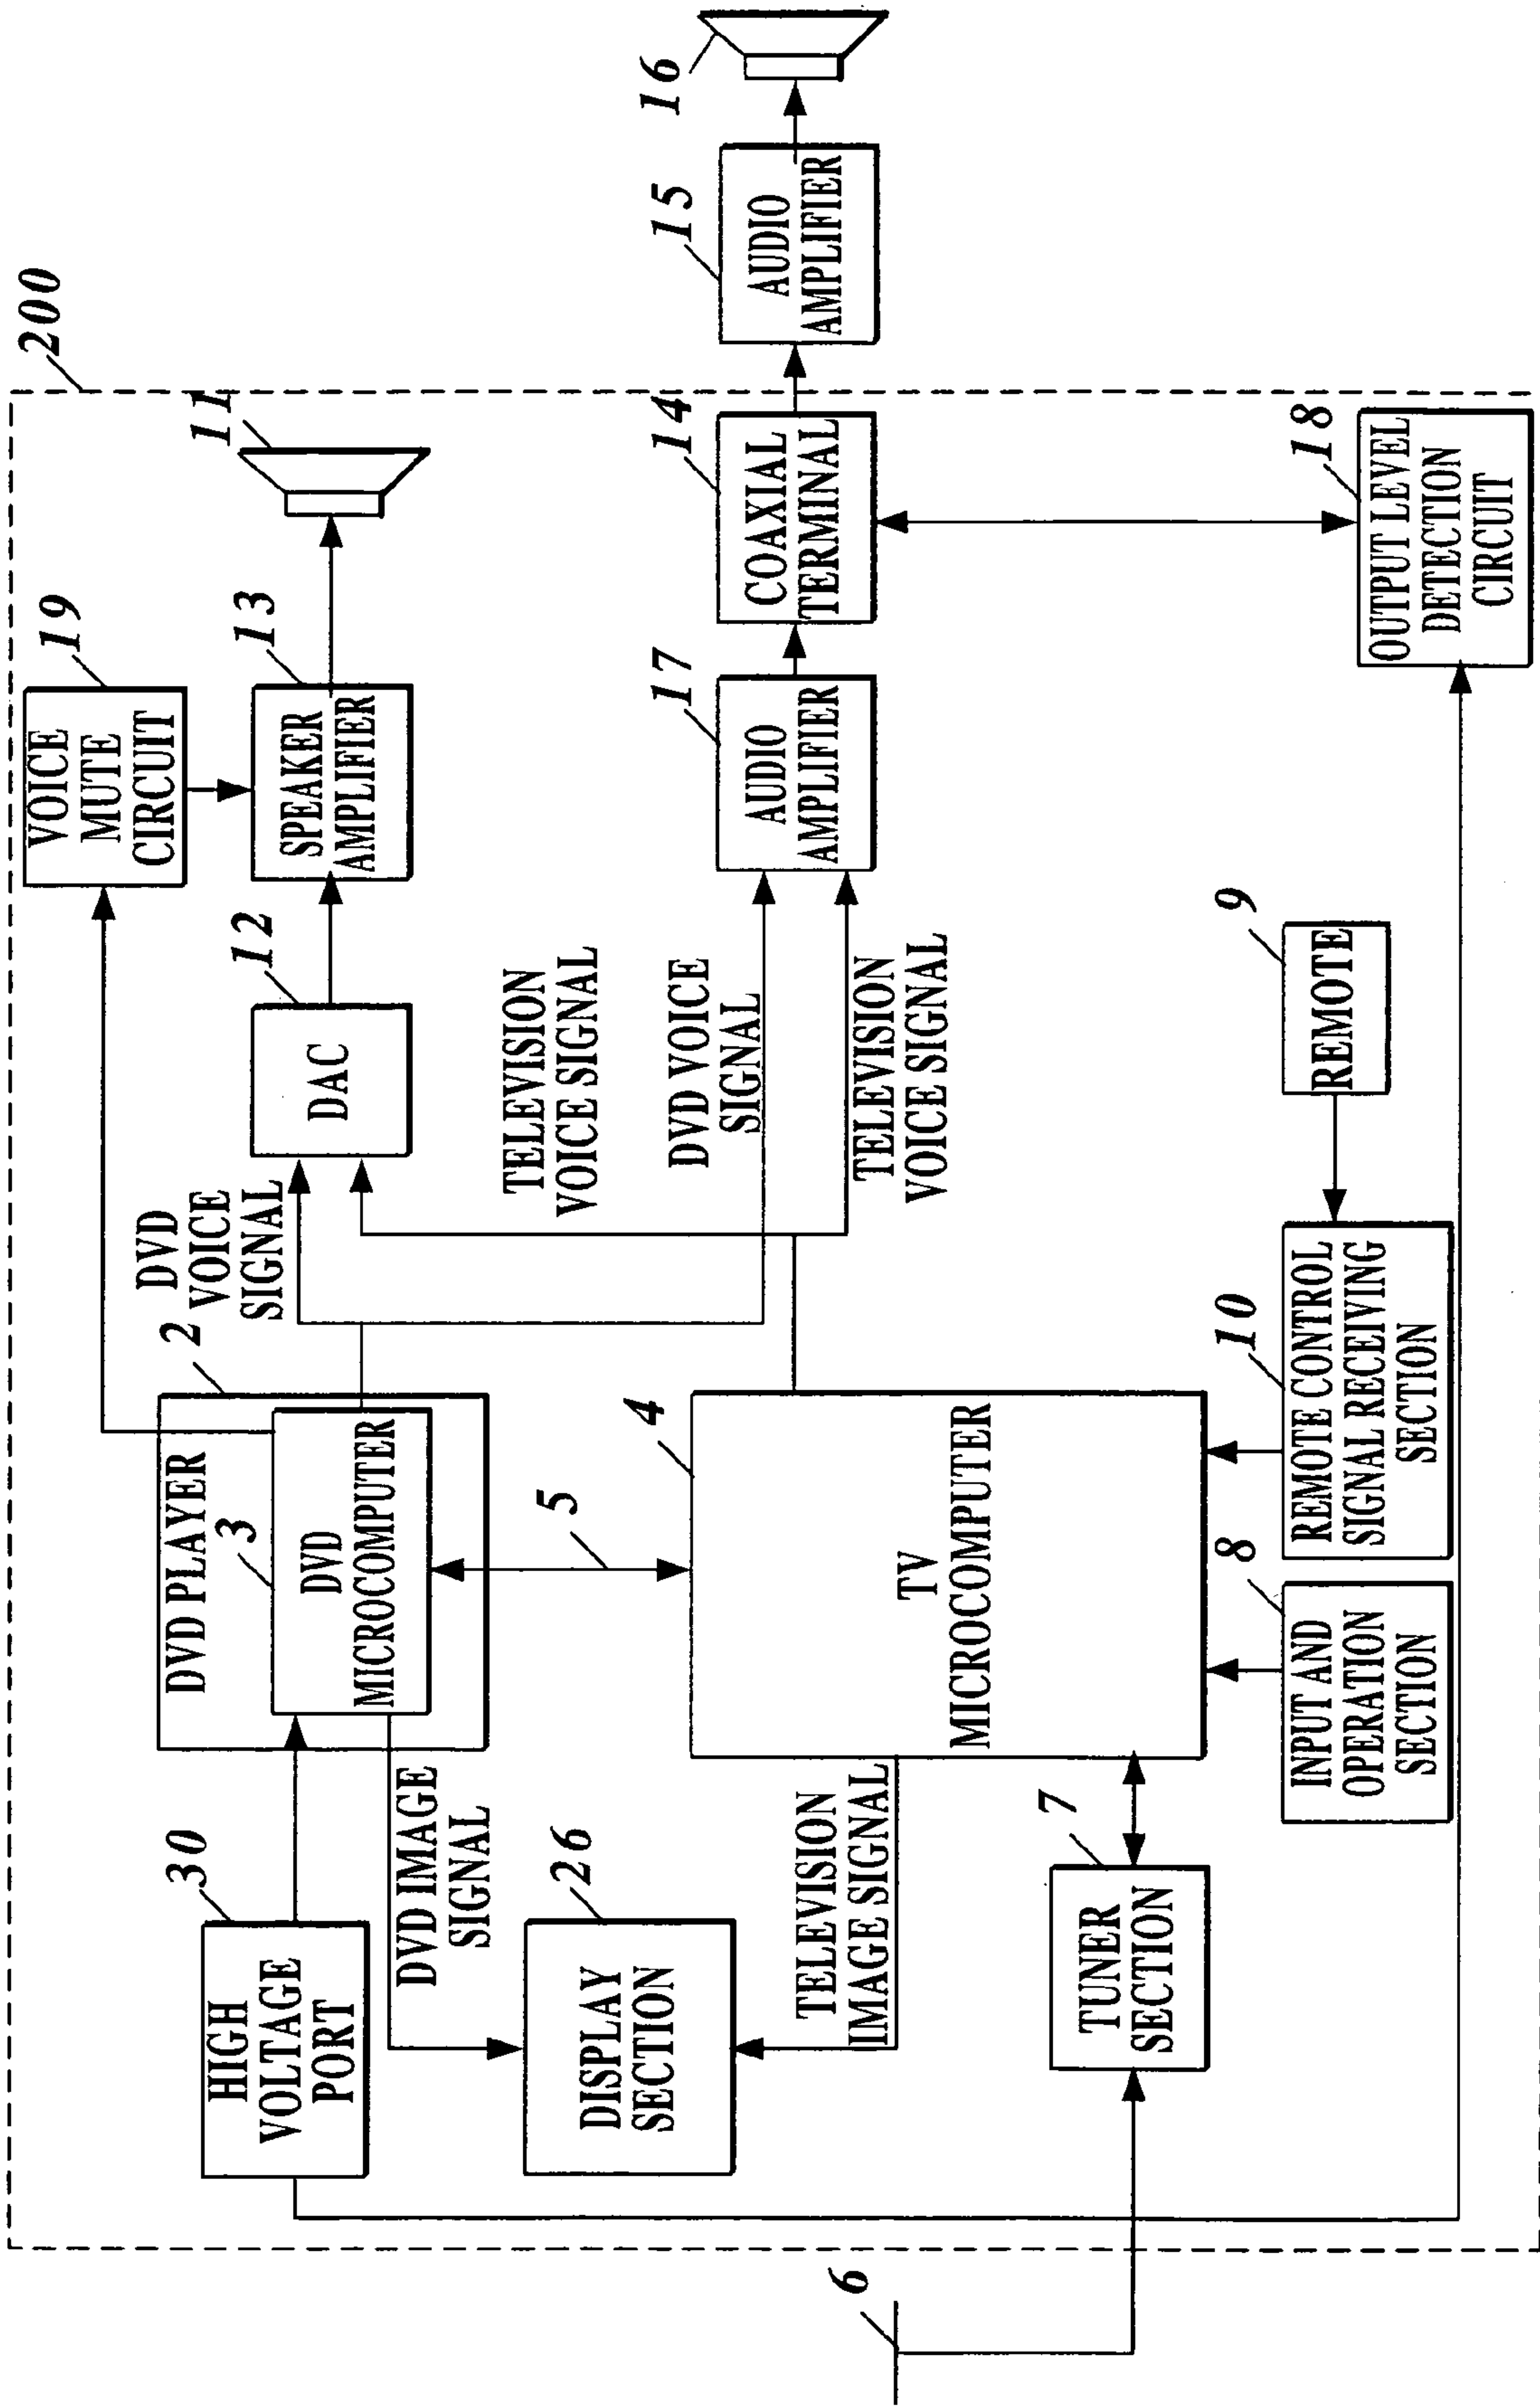 200
VOICE
MUTE
CIRCUIT
19
11
HIGH
VOLTAGE
PORT
30
DVD PLAYER
2
3
DVD
MICROCOMPUTER
DVD
VOICE
SIGNAL
DAC
12
SPEAKER
AMPLIFIER
13
DVD IMAGE
SIGNAL
DISPLAY
SECTION
26
5
TELEVISION
VOICE SIGNAL
DVD VOICE
SIGNAL
TELEVISION
VOICE SIGNAL
AUDIO
AMPLIFIER
17
COAXIAL
TERMINAL
14
AUDIO
AMPLIFIER
15
16
TELEVISION
IMAGE SIGNAL
4
TV
MICROCOMPUTER
6
TUNER
SECTION
7
INPUT AND
OPERATION
SECTION
8
REMOTE CONTROL
SIGNAL RECEIVING
SECTION
10
REMOTE
9
OUTPUT LEVEL
DETECTION
CIRCUIT
18